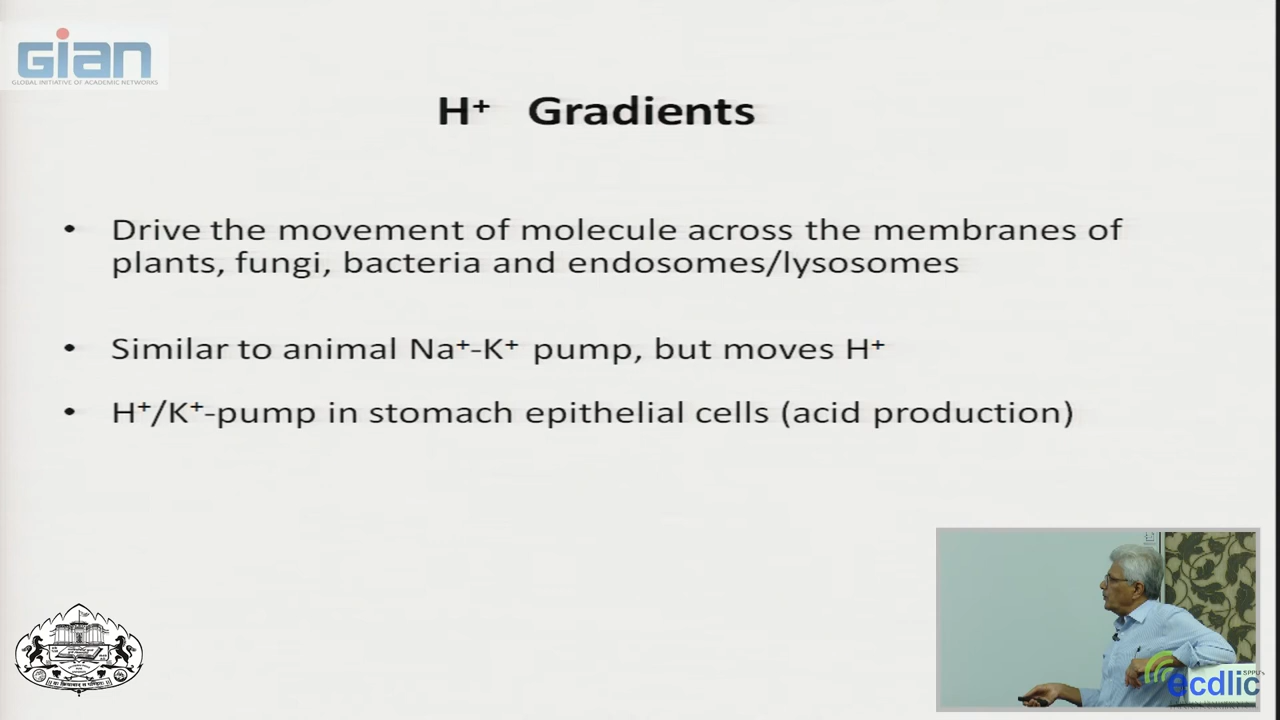 GIAN
GLOBAL INITIATIVE OF ACADEMIC NETWORKS
H⁺ Gradients
• Drive the movement of molecule across the membranes of
plants, fungi, bacteria and endosomes/lysosomes
• Similar to animal Na⁺-K⁺ pump, but moves H⁺
• H⁺/K⁺-pump in stomach epithelial cells (acid production)
SPPU's
ecdlic